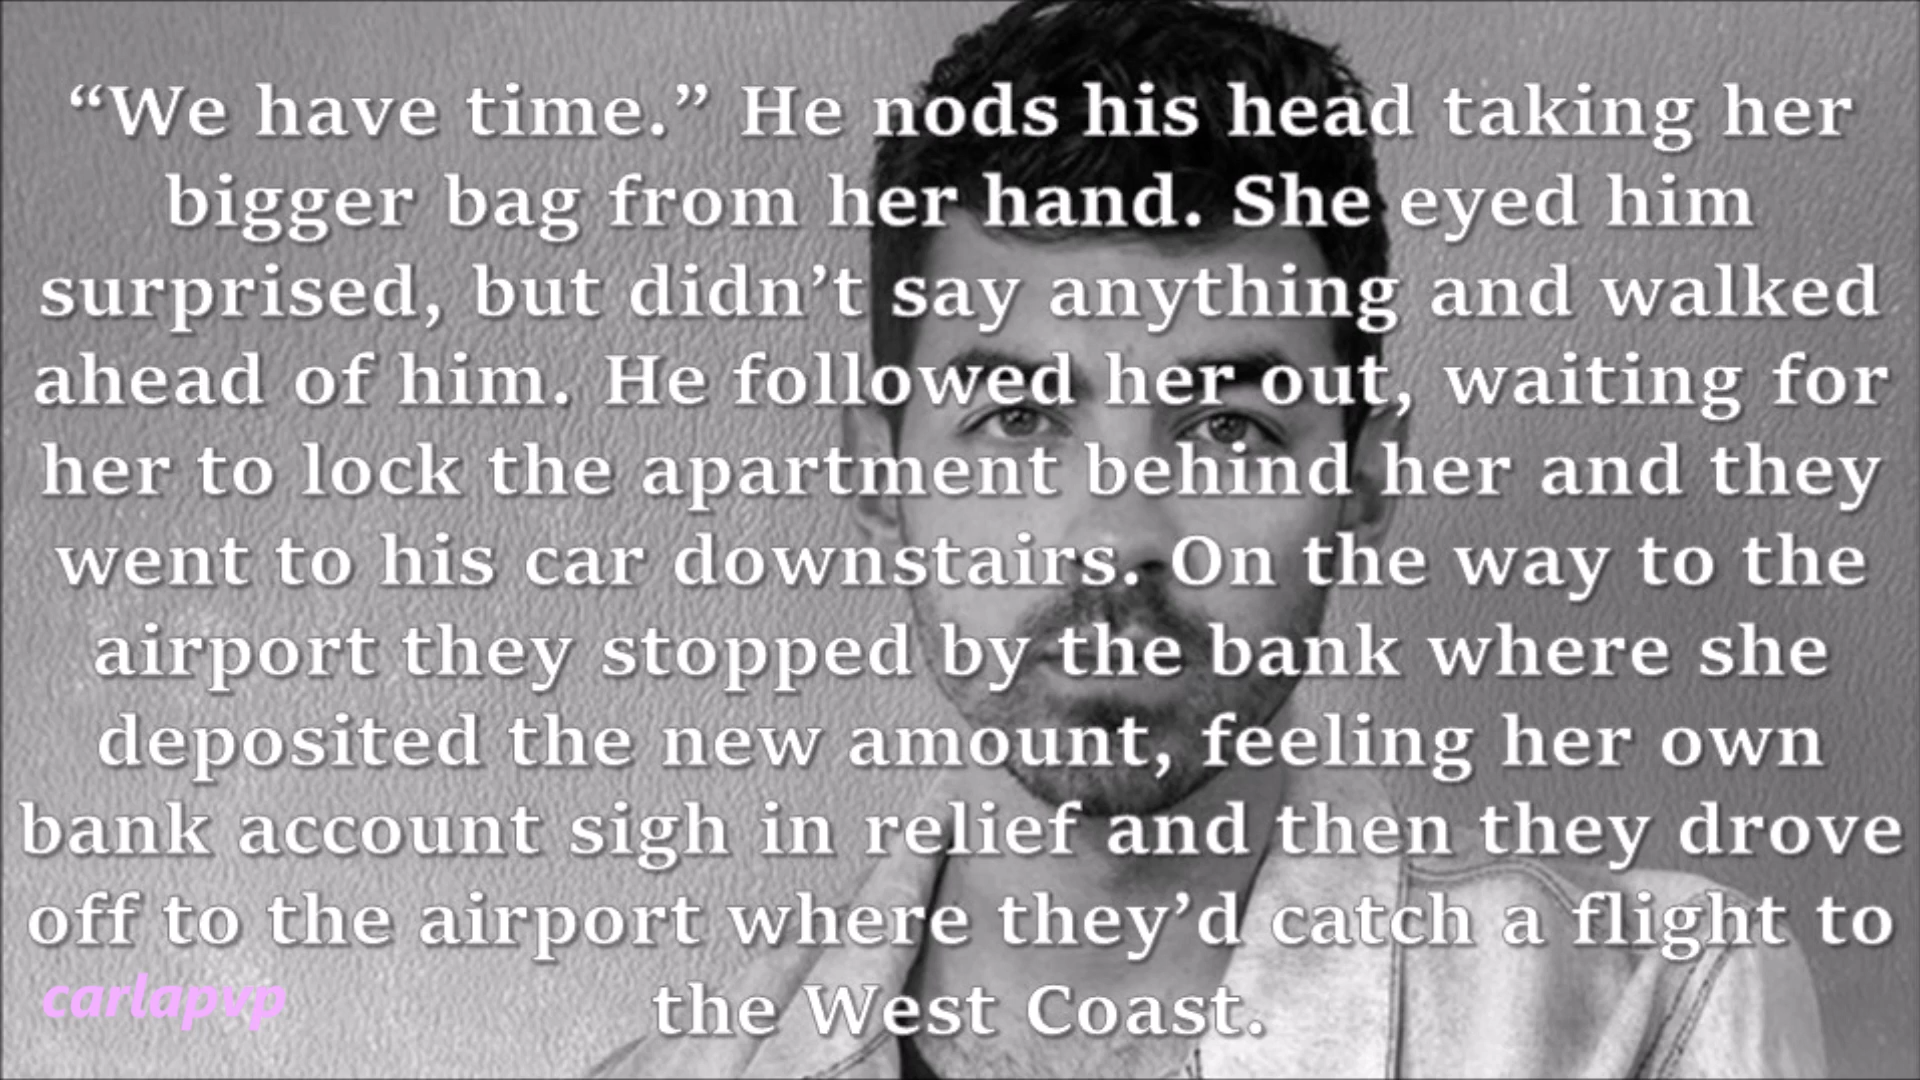 “We have time.” He nods his head taking her
bigger bag from her hand. She eyed him
surprised, but didn’t say anything and walked
ahead of him. He followed her out, waiting for
her to lock the apartment behind her and they
went to his car downstairs. On the way to the
airport they stopped by the bank where she
deposited the new amount, feeling her own
bank account sigh in relief and then they drove
off to the airport where they’d catch a flight to
the West Coast.
carlapvp